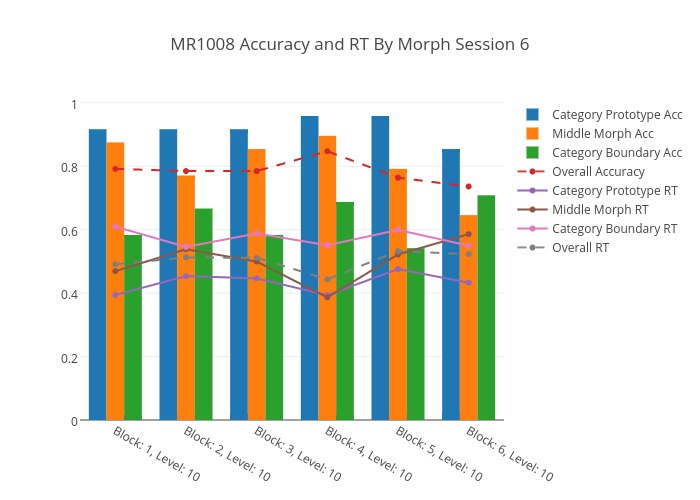 MR1008 Accuracy and RT By Morph Session 6
1
0.8
0.6
0.4
0.2
0
Block: 1, Level: 10
Block: 2, Level: 10
Block: 3, Level: 10
Block: 4, Level: 10
Block: 5, Level: 10
Block: 6, Level: 10
Category Prototype Acc
Middle Morph Acc
Category Boundary Acc
Overall Accuracy
Category Prototype RT
Middle Morph RT
Category Boundary RT
Overall RT